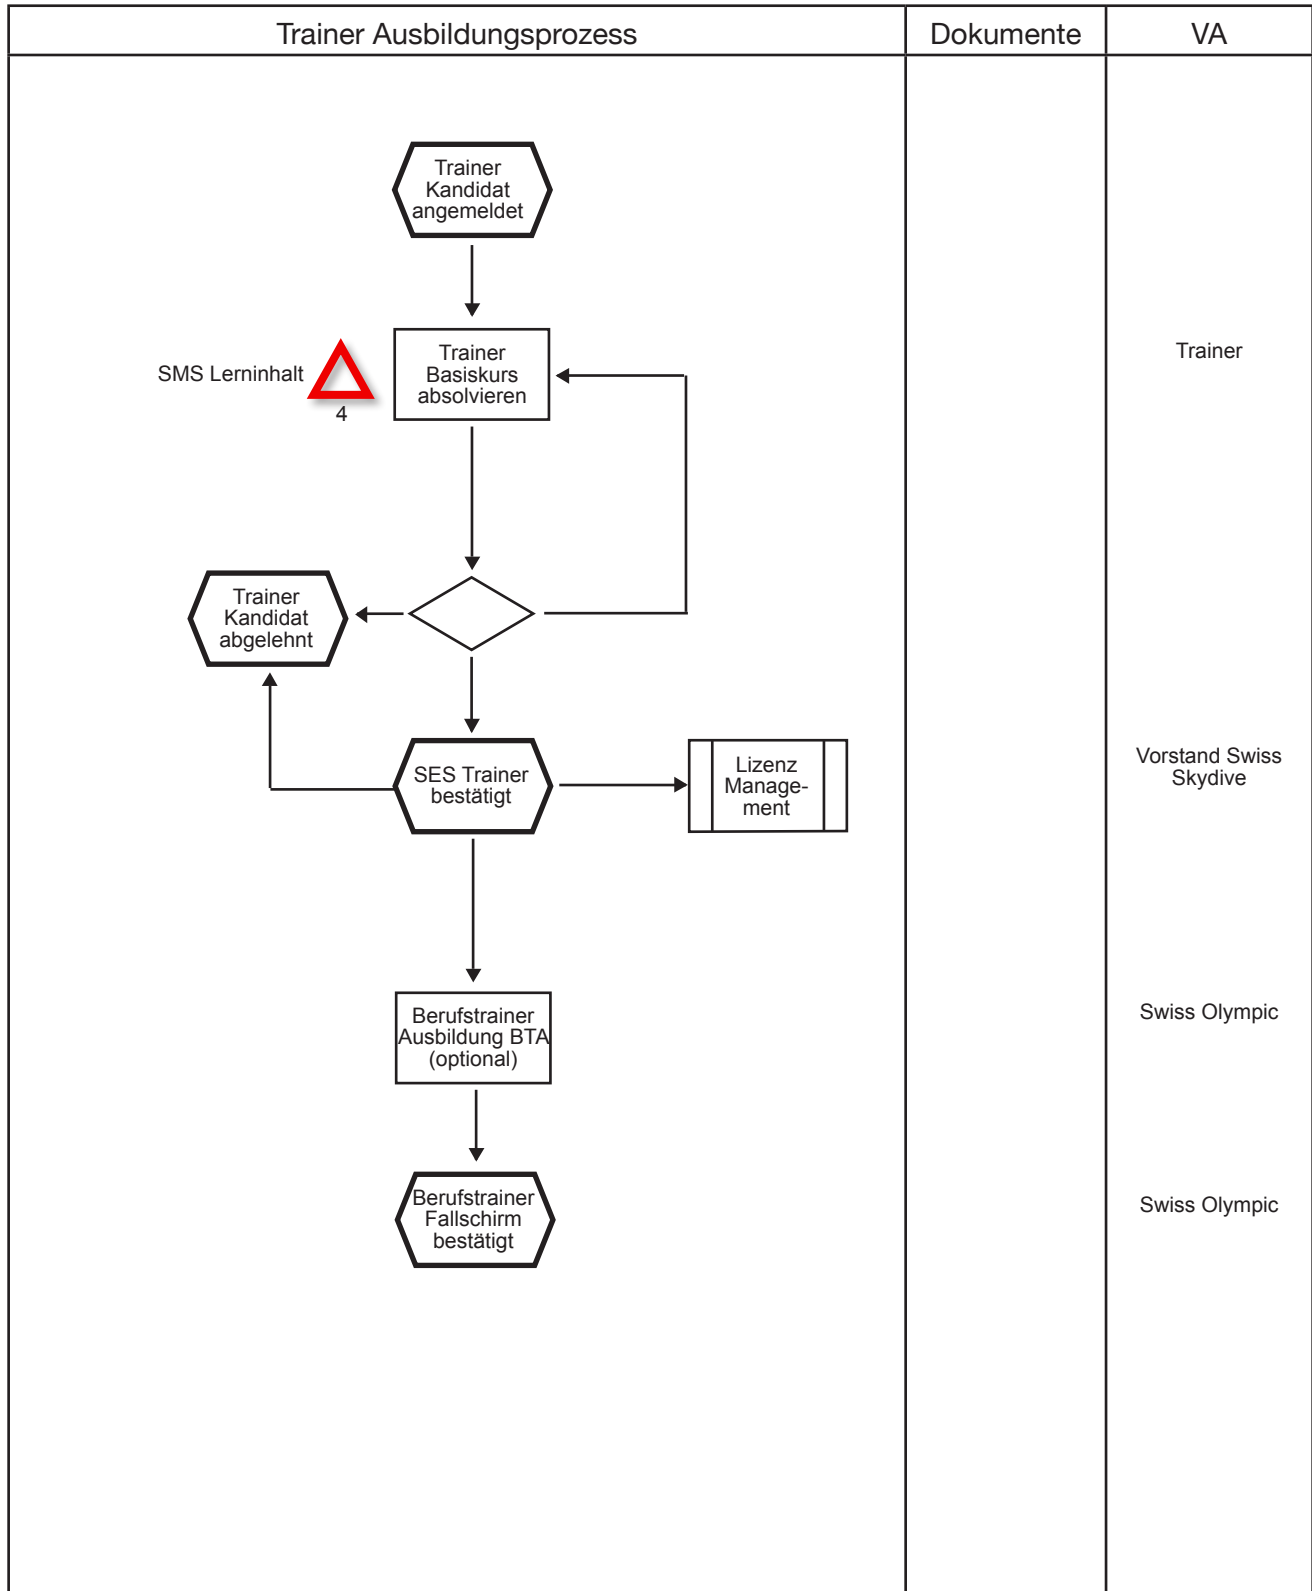 Trainer Ausbildungsprozess
Dokumente
VA
Trainer
Kandidat
angemeldet
SMS Lerninhalt
4
Trainer
Basiskurs
absolvieren
Trainer
Trainer
Kandidat
abgelehnt
SES Trainer
bestätigt
Lizenz
Manage-
ment
Vorstand Swiss
Skydive
Berufstrainer
Ausbildung BTA
(optional)
Swiss Olympic
Berufstrainer
Fallschirm
bestätigt
Swiss Olympic